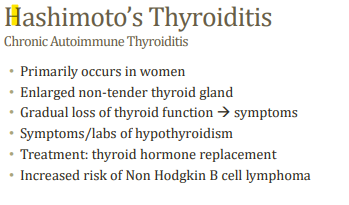 Hashimoto's Thyroiditis
Chronic Autoimmune Thyroiditis
• Primarily occurs in women
• Enlarged non-tender thyroid gland
• Gradual loss of thyroid function → symptoms
• Symptoms/labs of hypothyroidism
• Treatment: thyroid hormone replacement
• Increased risk of Non Hodgkin B cell lymphoma